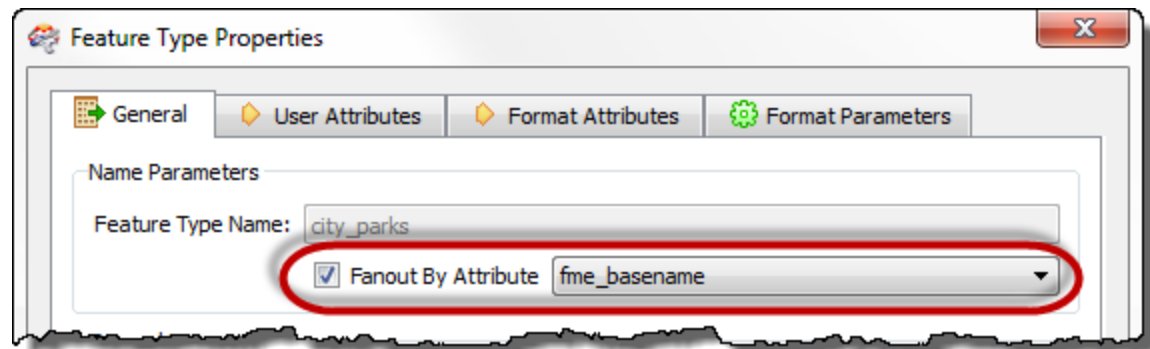 Feature Type Properties
General User Attributes Format Attributes Format Parameters
Name Parameters
Feature Type Name: city_parks
Fanout By Attribute fme_basename